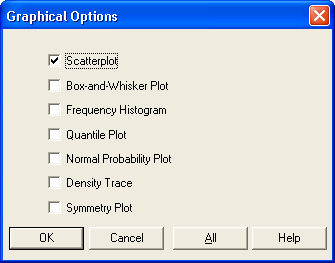 Graphical Options
Scatterplot
Box-and-Whisker Plot
Frequency Histogram
Quantile Plot
Normal Probability Plot
Density Trace
Symmetry Plot
OK Cancel All Help